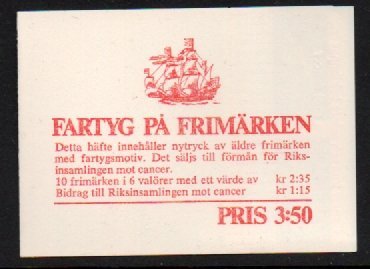 FARTYG PÅ FRIMÄRKEN
Detta häfte innehåller nytryck av äldre frimärken
med fartygsmotiv. Det säljs till förmån för Riks-
insamlingen mot cancer.
10 frimärken i 6 valörer med ett värde av kr 2:35
Bidrag till Riksinsamlingen mot cancer kr 1:15
PRIS 3:50